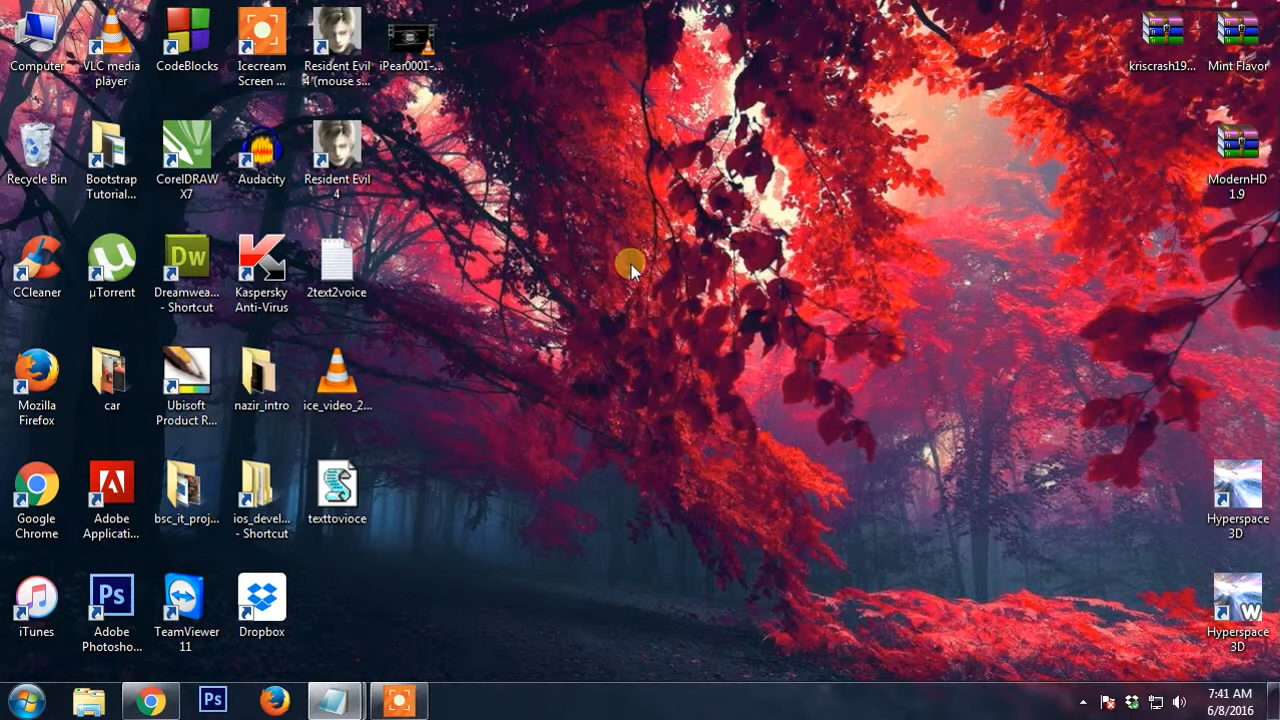 Computer
VLC media
player
CodeBlocks
Icecream
Screen ...
Resident Evil
4 (mouse s...
iPear0001-...
kriscrash19...
Mint Flavor
Recycle Bin
Bootstrap
Tutorial...
CorelDRAW
X7
Audacity
Resident Evil
4
ModernHD
1.9
CCleaner
µTorrent
Dw
Dreamwea...
- Shortcut
Kaspersky
Anti-Virus
2text2voice
Mozilla
Firefox
car
Ubisoft
Product R...
nazir_intro
ice_video_2...
Google
Chrome
Adobe
Applicati...
bsc_it_proj...
ios_devel...
- Shortcut
texttovioce
Hyperspace
3D
iTunes
Ps
Adobe
Photosho...
TeamViewer
11
Dropbox
W
Hyperspace
3D
Ps
7:41 AM
6/8/2016